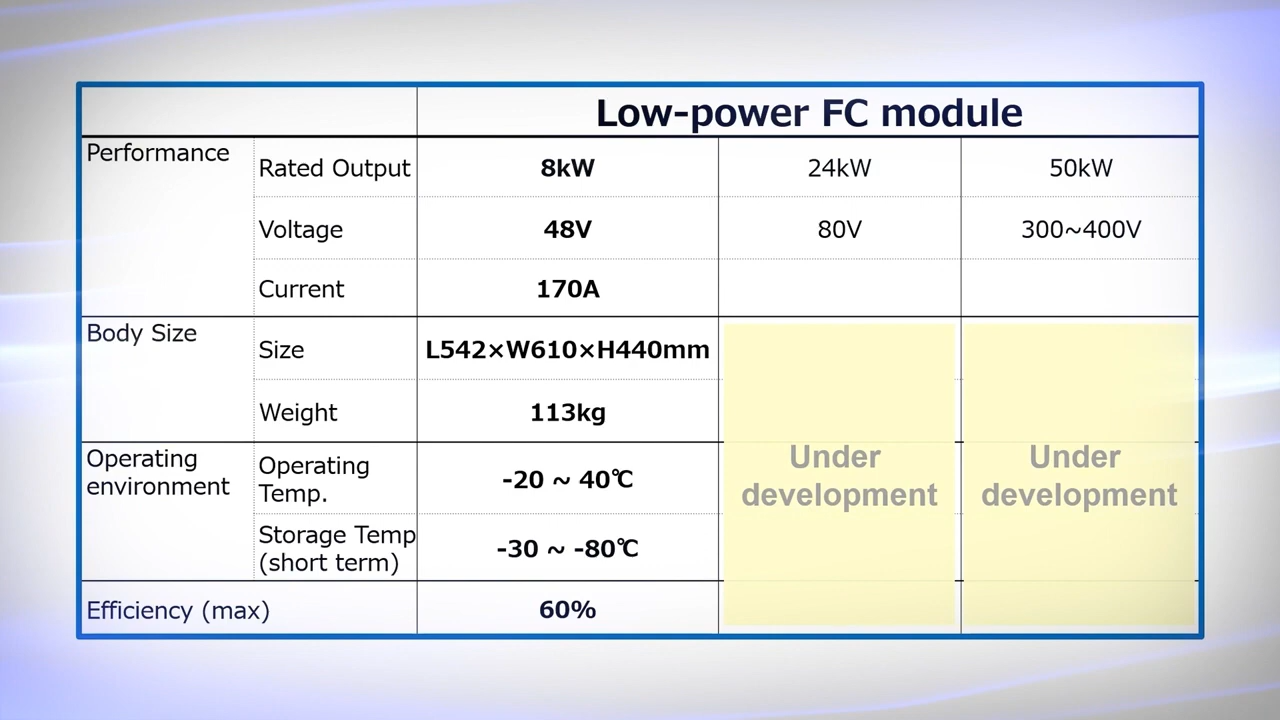 Low-power FC module
Performance
Rated Output 8kW 24kW 50kW
Voltage 48V 80V 300~400V
Current 170A
Body Size
Size L542×W610×H440mm
Weight 113kg
Operating
environment
Operating
Temp. -20 ~ 40℃
Storage Temp
(short term) -30 ~ -80℃
Under
development
Under
development
Efficiency (max) 60%